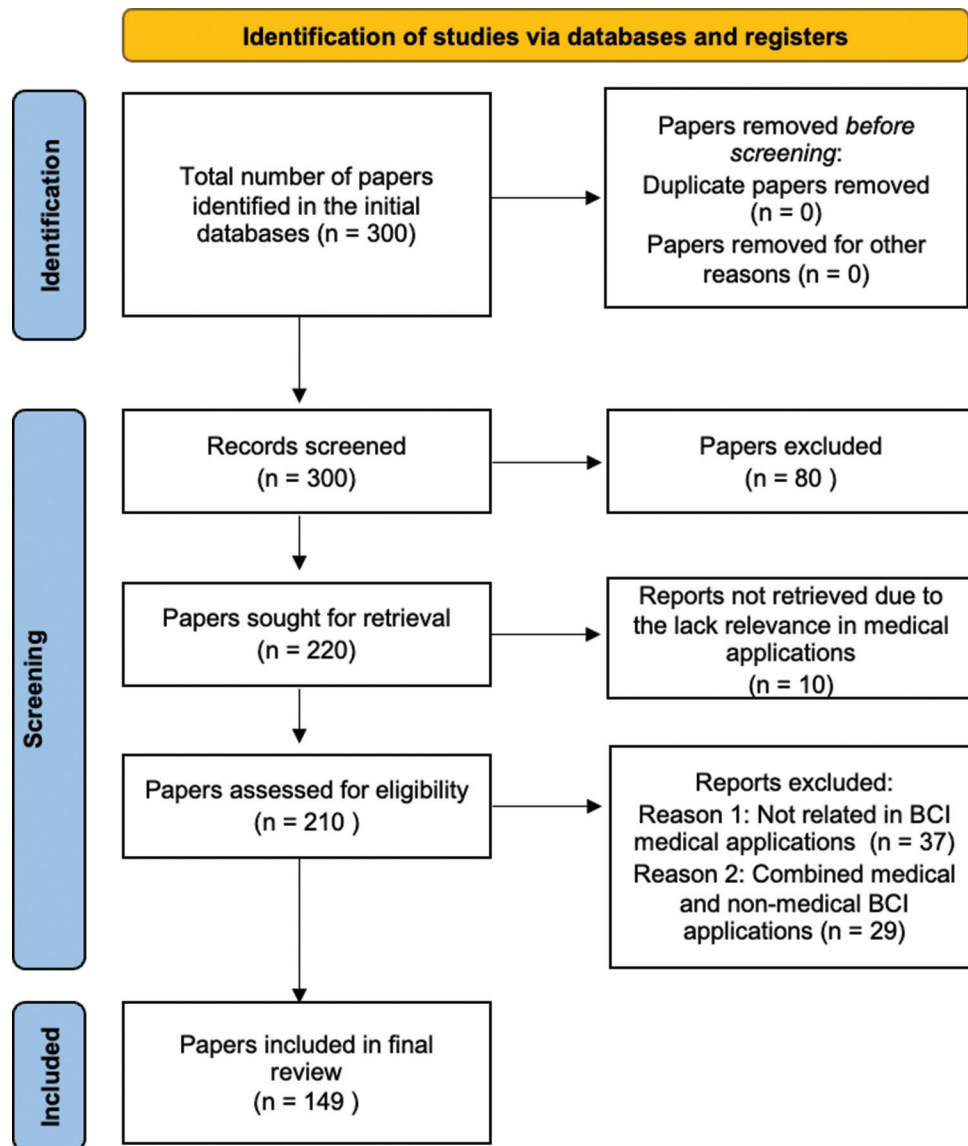 Identification of studies via databases and registers
Identification
Total number of papers
identified in the initial
databases (n = 300)
Papers removed before
screening:
Duplicate papers removed
(n = 0)
Papers removed for other
reasons (n = 0)
Screening
Records screened
(n = 300)
Papers excluded
(n = 80 )
Papers sought for retrieval
(n = 220)
Reports not retrieved due to
the lack relevance in medical
applications
(n = 10)
Papers assessed for eligibility
(n = 210 )
Reports excluded:
Reason 1: Not related in BCI
medical applications (n = 37)
Reason 2: Combined medical
and non-medical BCI
applications (n = 29)
Included
Papers included in final
review
(n = 149 )